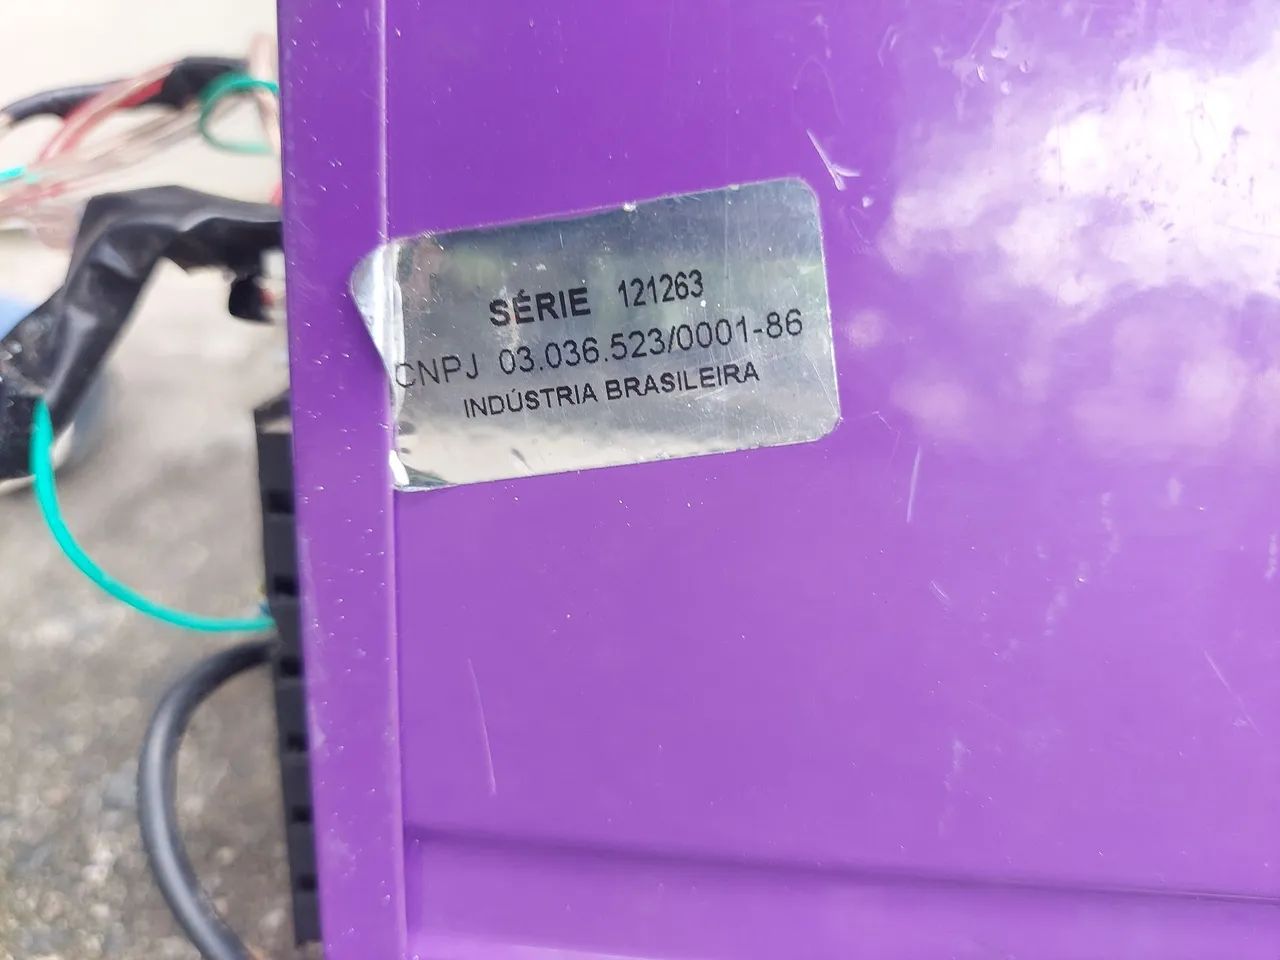 SÉRIE 121263
CNPJ 03.036.523/0001-86
INDÚSTRIA BRASILEIRA